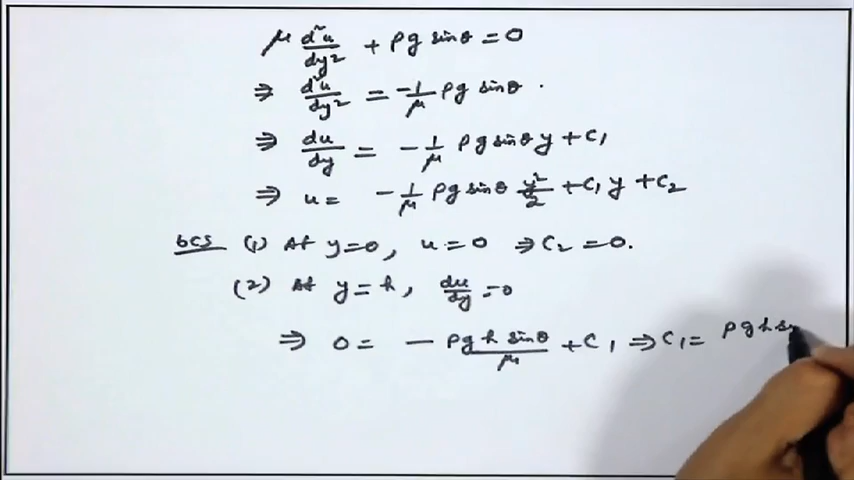 μ d²u/dy² + ρg sinθ = 0
⇒ d²u/dy² = -1/μ ρg sinθ .
⇒ du/dy = -1/μ ρg sinθ y + C₁
⇒ u = -1/μ ρg sinθ y²/2 + C₁y + C₂
BCS (1) At y=0, u=0 ⇒ C₂ = 0.
(2) At y=h, du/dy = 0
⇒ 0 = - ρgh sinθ/μ + C₁ ⇒ C₁ = ρgh s